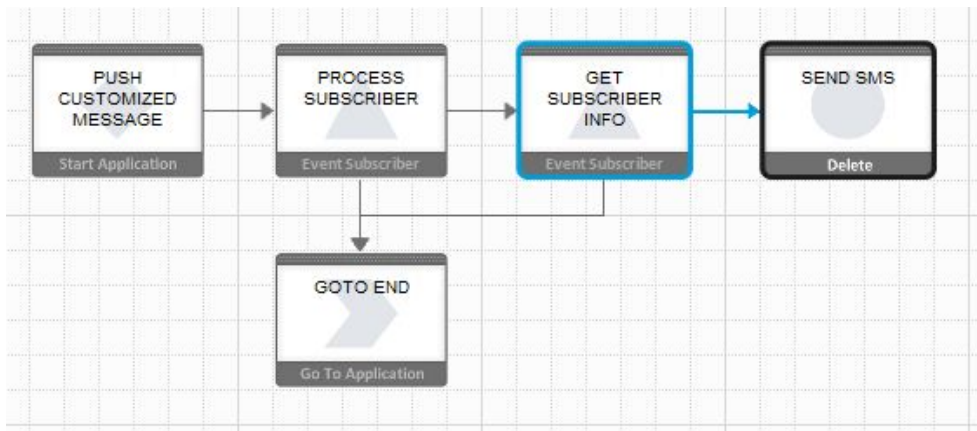 PUSH
CUSTOMIZED
MESSAGE
Start Application
PROCESS
SUBSCRIBER
Event Subscriber
GET
SUBSCRIBER
INFO
Event Subscriber
SEND SMS
Delete
GOTO END
Go To Application